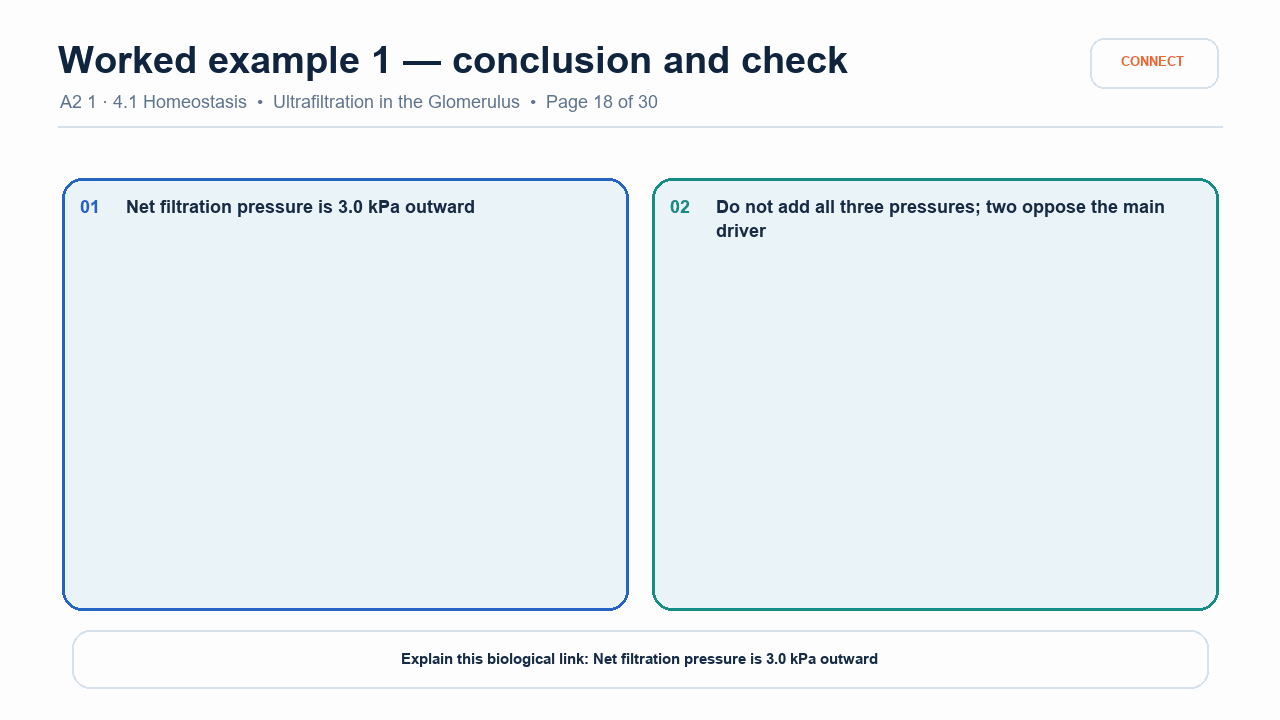 Worked example 1 — conclusion and check
CONNECT
A2 1 · 4.1 Homeostasis • Ultrafiltration in the Glomerulus • Page 18 of 30
01 Net filtration pressure is 3.0 kPa outward
02 Do not add all three pressures; two oppose the main
driver
Explain this biological link: Net filtration pressure is 3.0 kPa outward